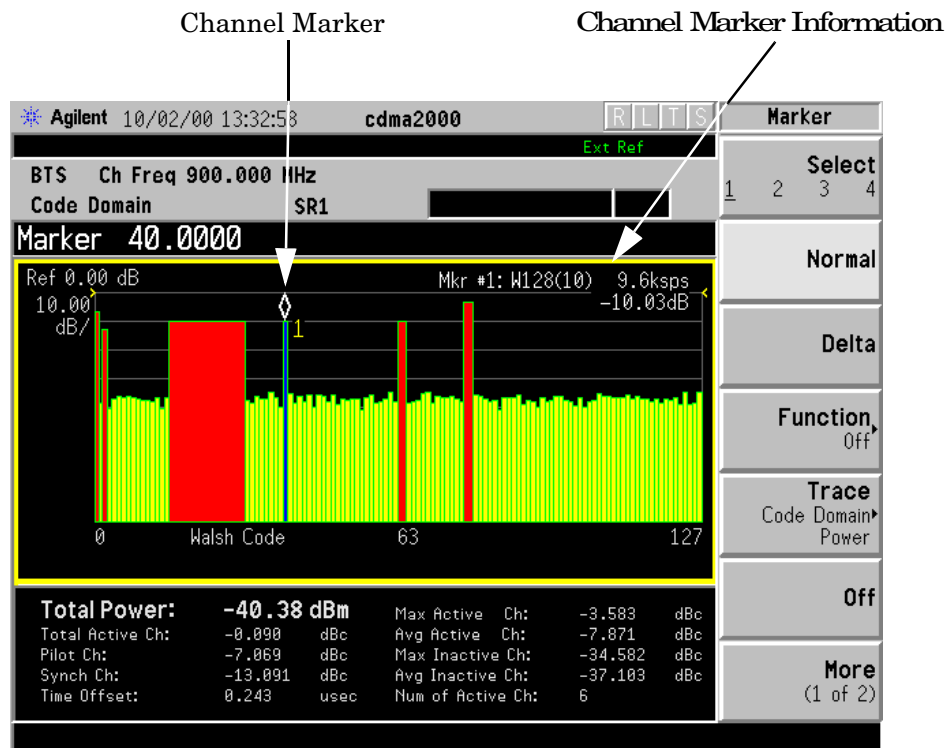 Channel Marker
Channel Marker Information
Agilent 10/02/00 13:32:53 cdma2000 R L T S Marker
Ext Ref
BTS Ch Freq 900.000 MHz
Code Domain SR1
Marker 40.0000
Ref 0.00 dB Mkr #1: W128(10) 9.6ksps
10.00 -10.03dB
dB/
1
0 Walsh Code 63 127
Total Power: -40.38 dBm
Total Active Ch: -0.090 dBc
Pilot Ch: -7.069 dBc
Synch Ch: -13.091 dBc
Time Offset: 0.243 usec
Max Active Ch: -3.583 dBc
Avg Active Ch: -7.871 dBc
Max Inactive Ch: -34.582 dBc
Avg Inactive Ch: -37.103 dBc
Num of Active Ch: 6
Select
1 2 3 4
Normal
Delta
Function
Off
Trace
Code Domain
Power
Off
More
(1 of 2)